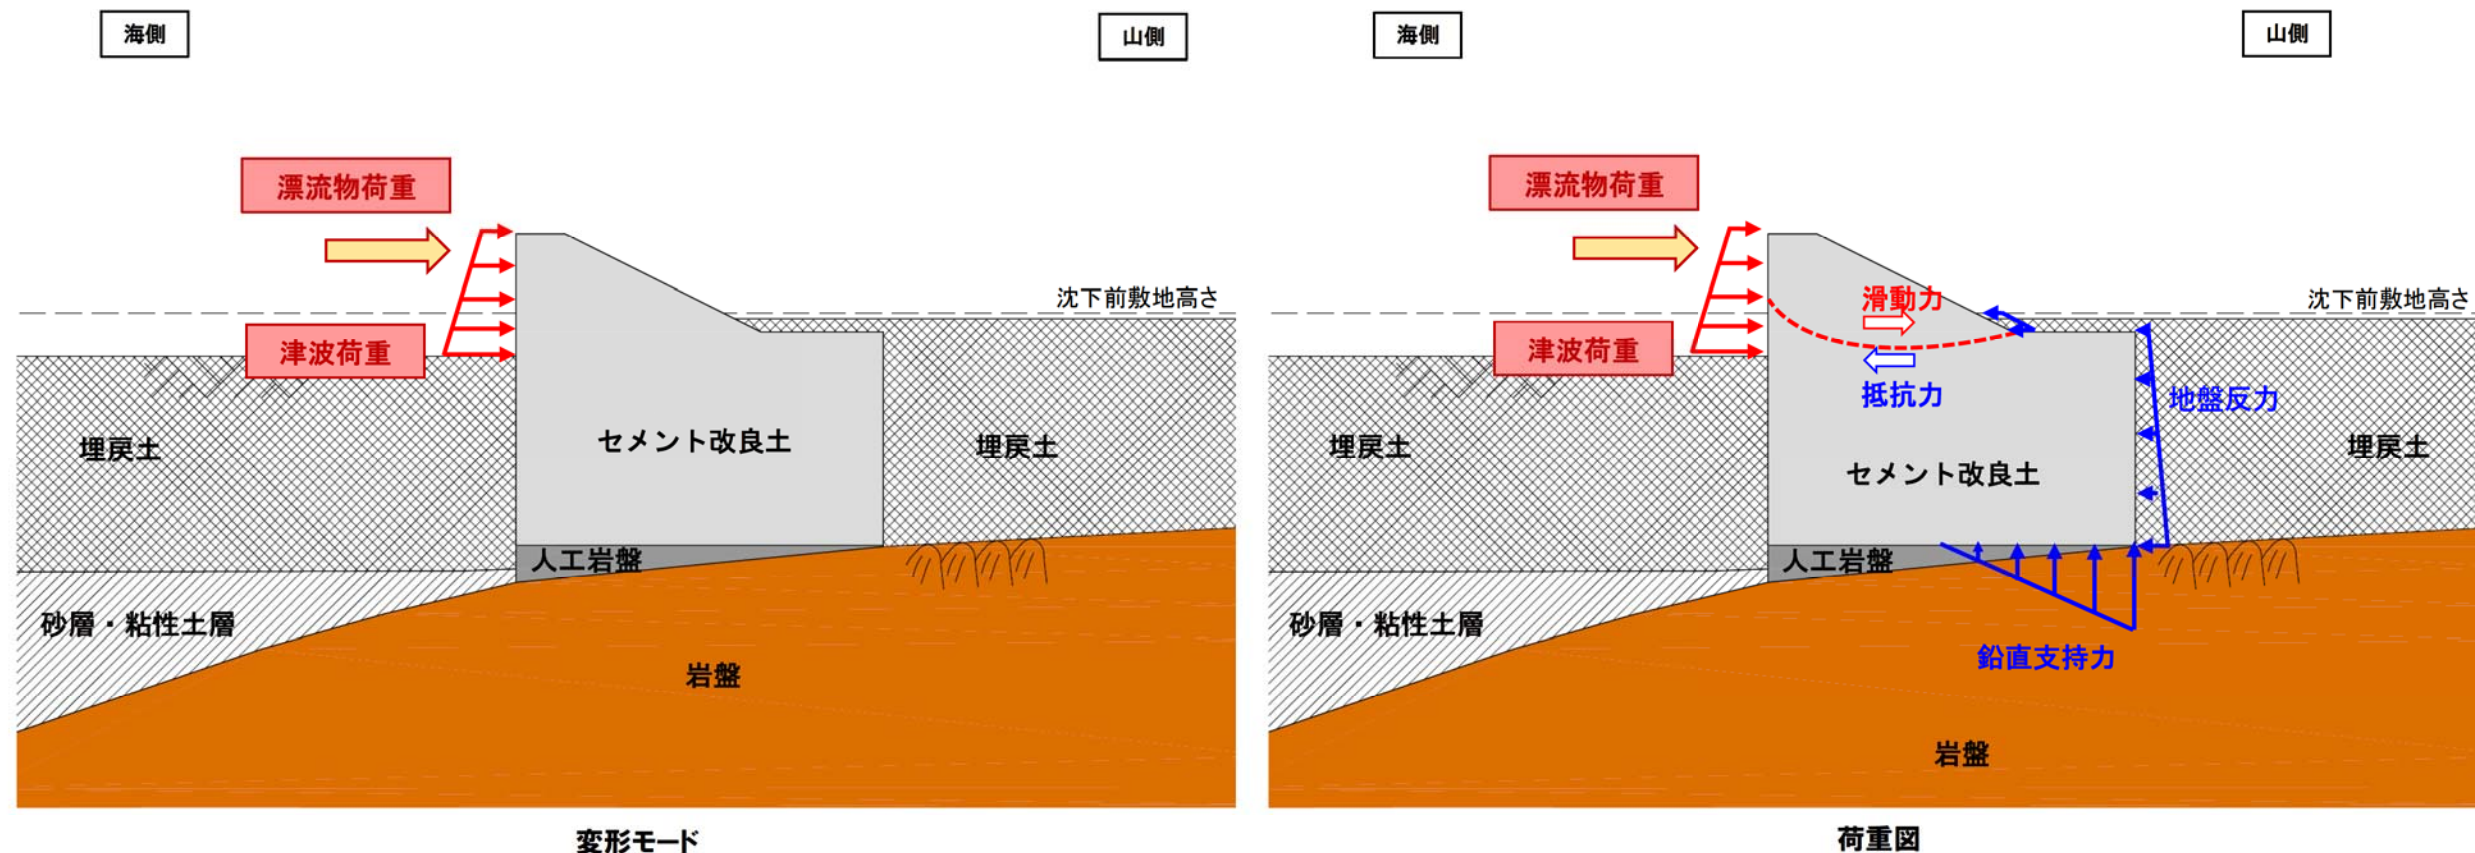 海側
山側
漂流物荷重
沈下前敷地高さ
津波荷重
埋戻土
セメント改良土
埋戻土
人工岩盤
砂層・粘性土層
岩盤
変形モード
海側
山側
漂流物荷重
滑動力
沈下前敷地高さ
津波荷重
抵抗力
地盤反力
埋戻土
セメント改良土
埋戻土
人工岩盤
砂層・粘性土層
鉛直支持力
岩盤
荷重図